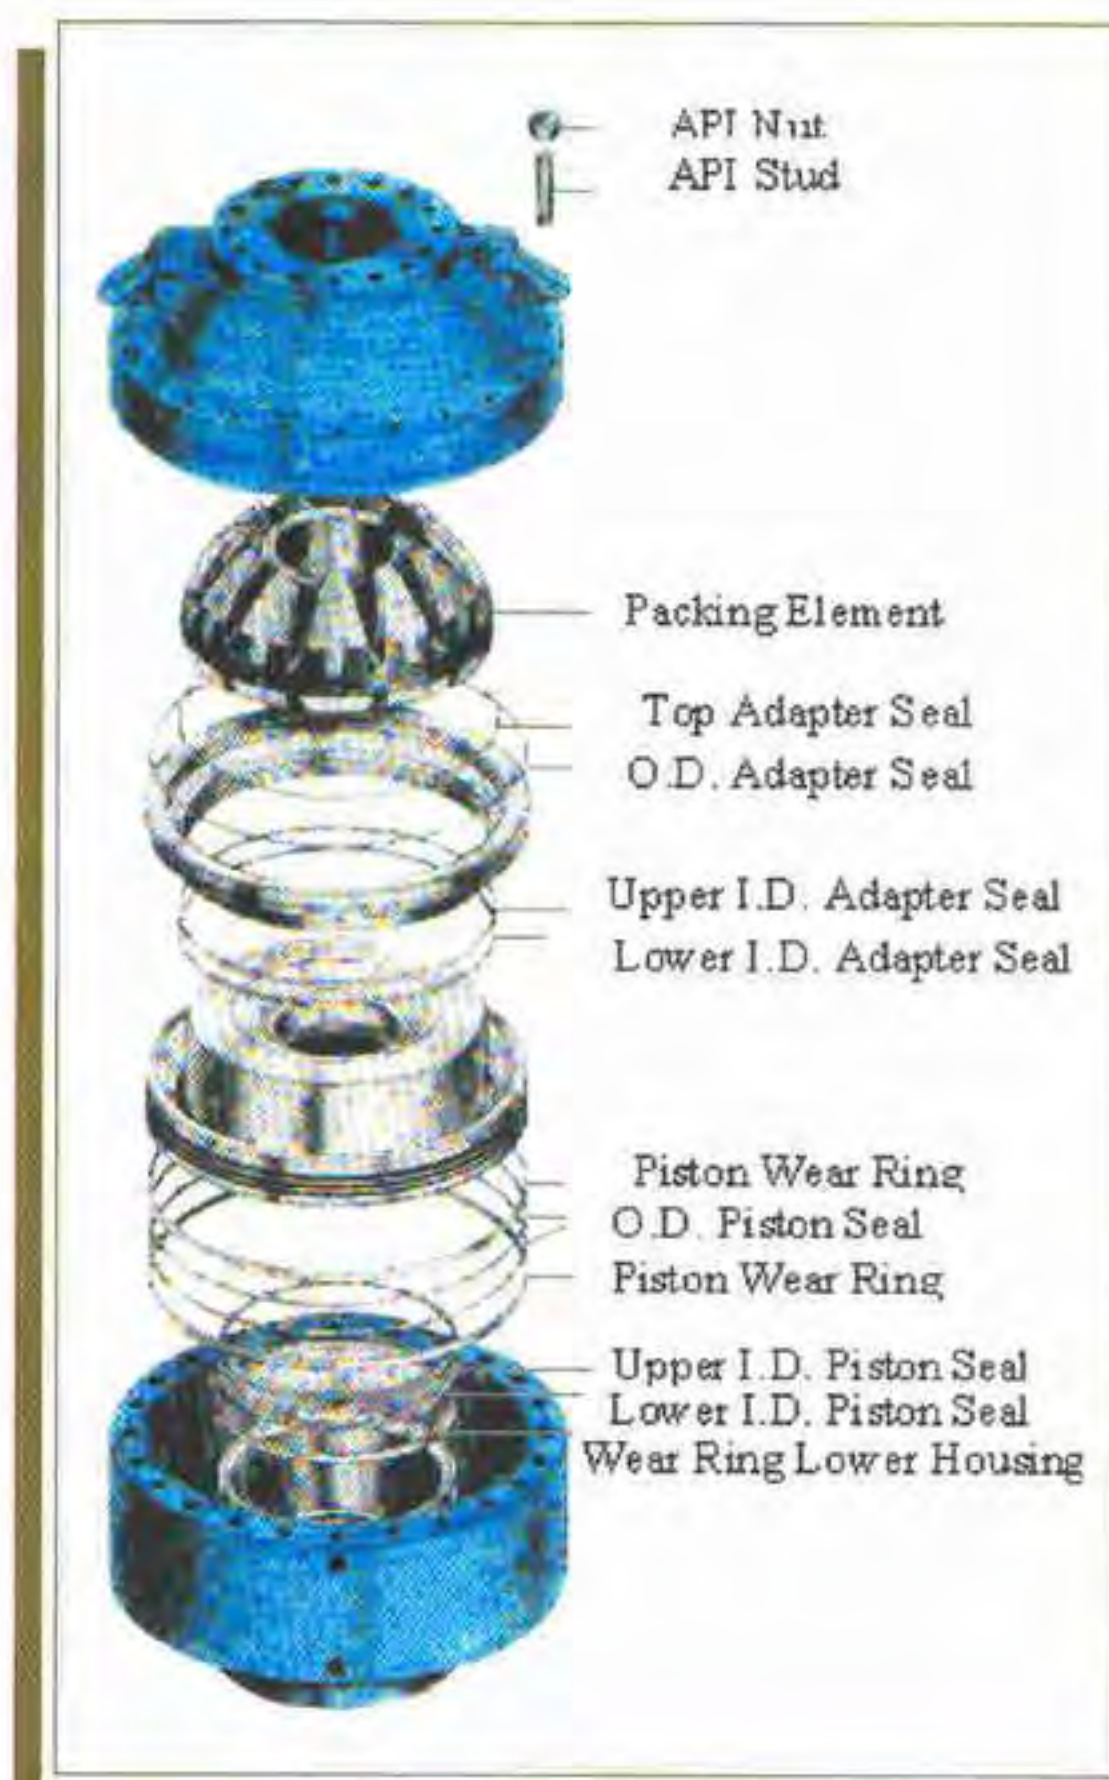 API Nut
API Stud
Packing Element
Top Adapter Seal
O.D. Adapter Seal
Upper I.D. Adapter Seal
Lower I.D. Adapter Seal
Piston Wear Ring
O.D. Piston Seal
Piston Wear Ring
Upper I.D. Piston Seal
Lower I.D. Piston Seal
Wear Ring Lower Housing